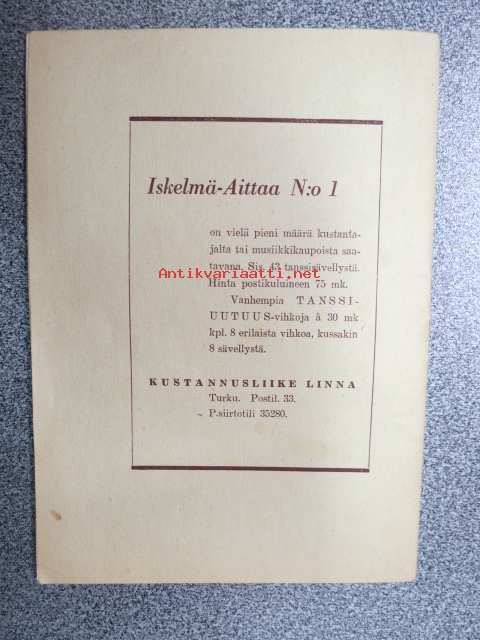 Iskelmä-Aittaa N:o 1
on vielä pieni määrä kustanta-
jalta tai musiikkikaupoista saa-
tavana. Sis. 43 tanssisävellystä.
Antikvariaatti.net
Hinta postikuluineen 75 mk.
Vanhempia TANSSI-
UUTUUS-vihkoja à 30 mk
kpl. 8 erilaista vihkoa, kussakin
8 sävellystä.
KUSTANNUSLIIKE LINNA
Turku. Postil. 33.
P-siirtotili 35280.